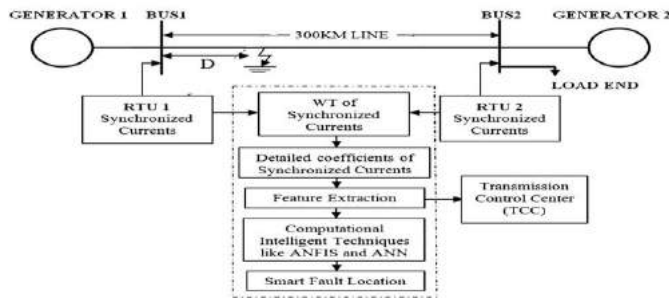 GENERATOR 1
BUS1
BUS2
GENERATOR 2
300KM LINE
D
LOAD END
RTU 1
Synchronized
Currents
WT of
Synchronized
Currents
RTU 2
Synchronized
Currents
Detailed coefficients of
Synchronized Currents
Feature Extraction
Transmission
Control Center
(TCC)
Computational
Intelligent Techniques
like ANFIS and ANN
Smart Fault Location